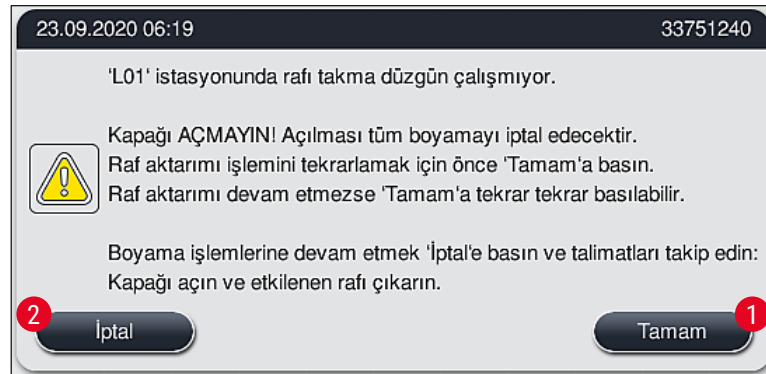 23.09.2020 06:19 33751240
'L01' istasyonunda rafı takma düzgün çalışmıyor.
Kapağı AÇMAYIN! Açılması tüm boyamayı iptal edecektir.
Raf aktarımı işlemini tekrarlamak için önce 'Tamam'a basın.
Raf aktarımı devam etmezse 'Tamam'a tekrar tekrar basılabilir.
Boyama işlemlerine devam etmek 'İptal'e basın ve talimatları takip edin:
Kapağı açın ve etkilenen rafı çıkarın.
2 İptal Tamam 1